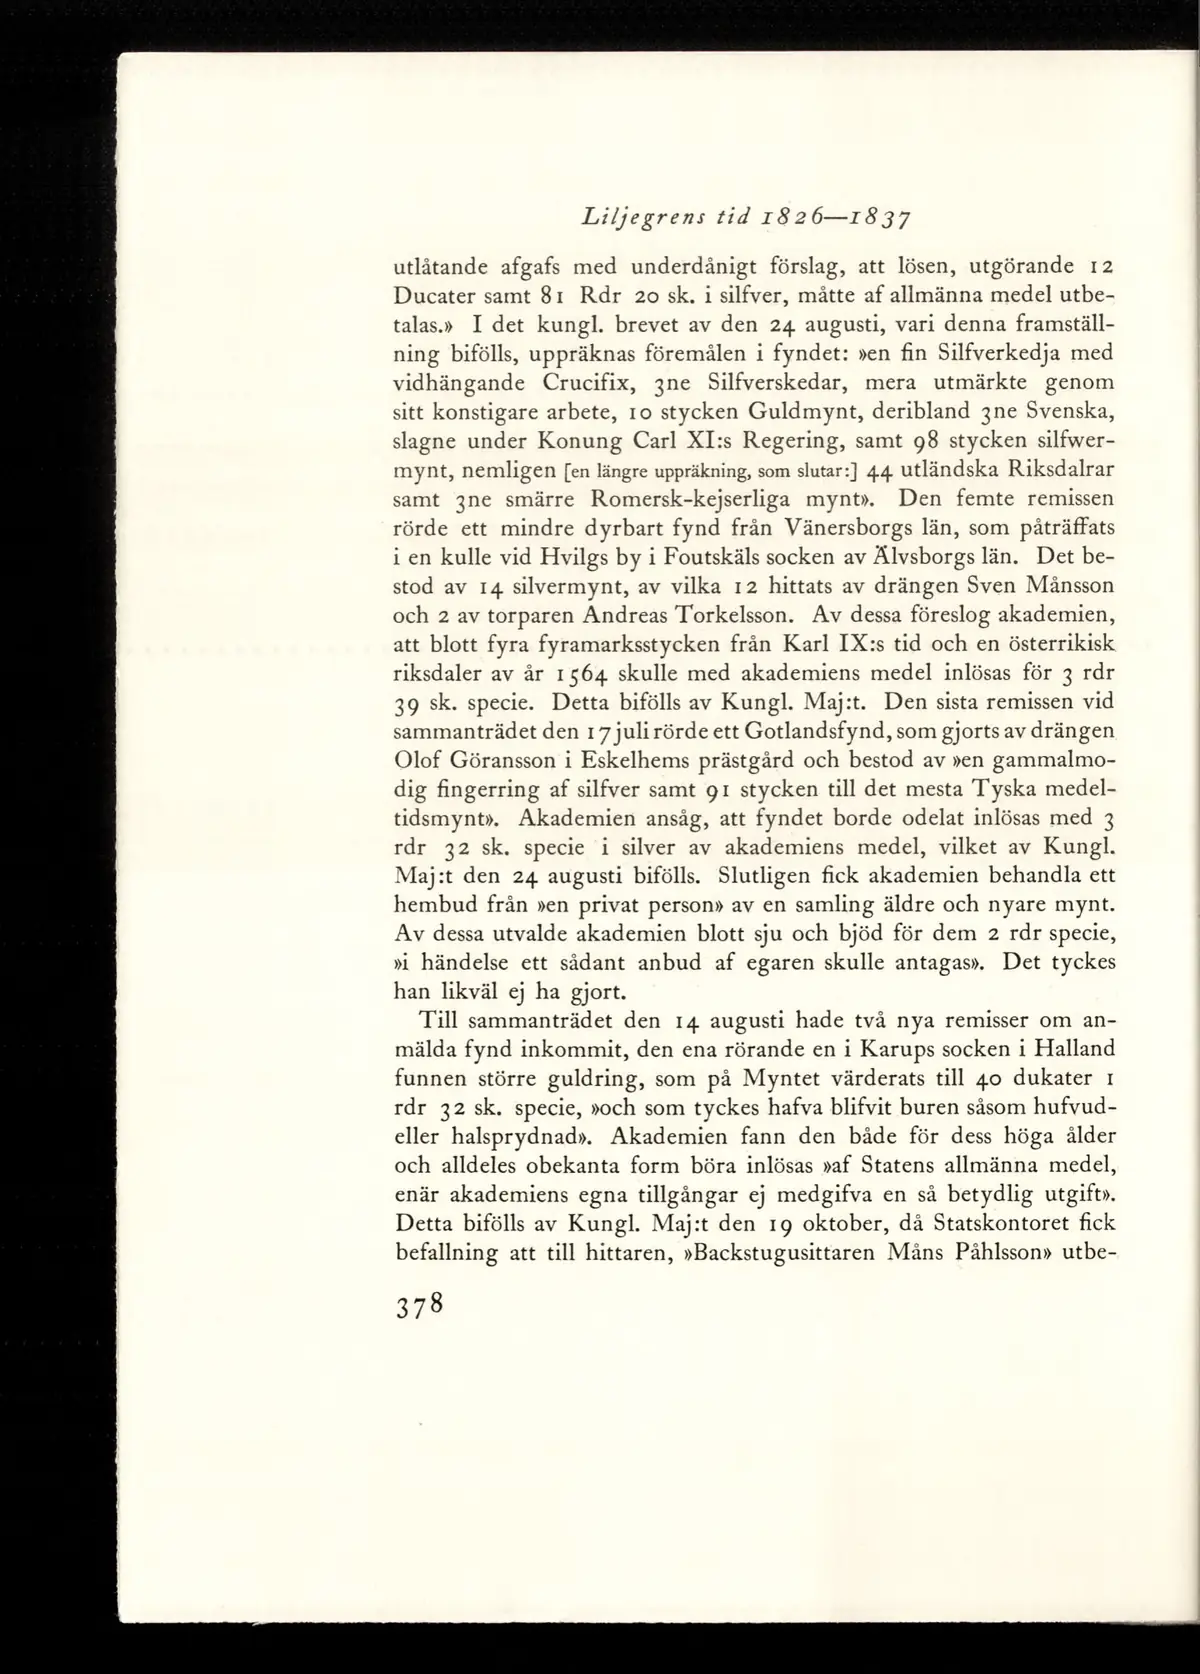 Liljegrens tid 1826—1837
utlåtande afgafs med underdånigt förslag, att lösen, utgörande 12
Ducater samt 81 Rdr 20 sk. i silfver, måtte af allmänna medel utbe-
talas.» I det kungl. brevet av den 24 augusti, vari denna framställ-
ning bifölls, uppräknas föremålen i fyndet: »en fin Silfverkedja med
vidhängande Crucifix, 3ne Silfverskedar, mera utmärkte genom
sitt konstigare arbete, 10 stycken Guldmynt, deribland 3ne Svenska,
slagne under Konung Carl XI:s Regering, samt 98 stycken silfwer-
mynt, nemligen [en längre uppräkning, som slutar:] 44 utländska Riksdalrar
samt 3ne smärre Romersk-kejserliga mynt». Den femte remissen
rörde ett mindre dyrbart fynd från Vänersborgs län, som påträffats
i en kulle vid Hvilgs by i Foutskäls socken av Älvsborgs län. Det be-
stod av 14 silvermynt, av vilka 12 hittats av drängen Sven Månsson
och 2 av torparen Andreas Torkelsson. Av dessa föreslog akademien,
att blott fyra fyramarksstycken från Karl IX:s tid och en österrikisk
riksdaler av år 1564 skulle med akademiens medel inlösas för 3 rdr
39 sk. specie. Detta bifölls av Kungl. Maj:t. Den sista remissen vid
sammanträdet den 17 juli rörde ett Gotlandsfynd, som gjorts av drängen
Olof Göransson i Eskelhems prästgård och bestod av »en gammalmo-
dig fingerring af silfver samt 91 stycken till det mesta Tyska medel-
tidsmynt». Akademien ansåg, att fyndet borde odelat inlösas med 3
rdr 32 sk. specie i silver av akademiens medel, vilket av Kungl.
Maj:t den 24 augusti bifölls. Slutligen fick akademien behandla ett
hembud från »en privat person» av en samling äldre och nyare mynt.
Av dessa utvalde akademien blott sju och bjöd för dem 2 rdr specie,
»i händelse ett sådant anbud af egaren skulle antagas». Det tyckes
han likväl ej ha gjort.
Till sammanträdet den 14 augusti hade två nya remisser om an-
mälda fynd inkommit, den ena rörande en i Karups socken i Halland
funnen större guldring, som på Myntet värderats till 40 dukater 1
rdr 32 sk. specie, »och som tyckes hafva blifvit buren såsom hufvud-
eller halsprydnad». Akademien fann den både för dess höga ålder
och alldeles obekanta form böra inlösas »af Statens allmänna medel,
enär akademiens egna tillgångar ej medgifva en så betydlig utgift».
Detta bifölls av Kungl. Maj:t den 19 oktober, då Statskontoret fick
befallning att till hittaren, »Backstugusittaren Måns Påhlsson» utbe-
378